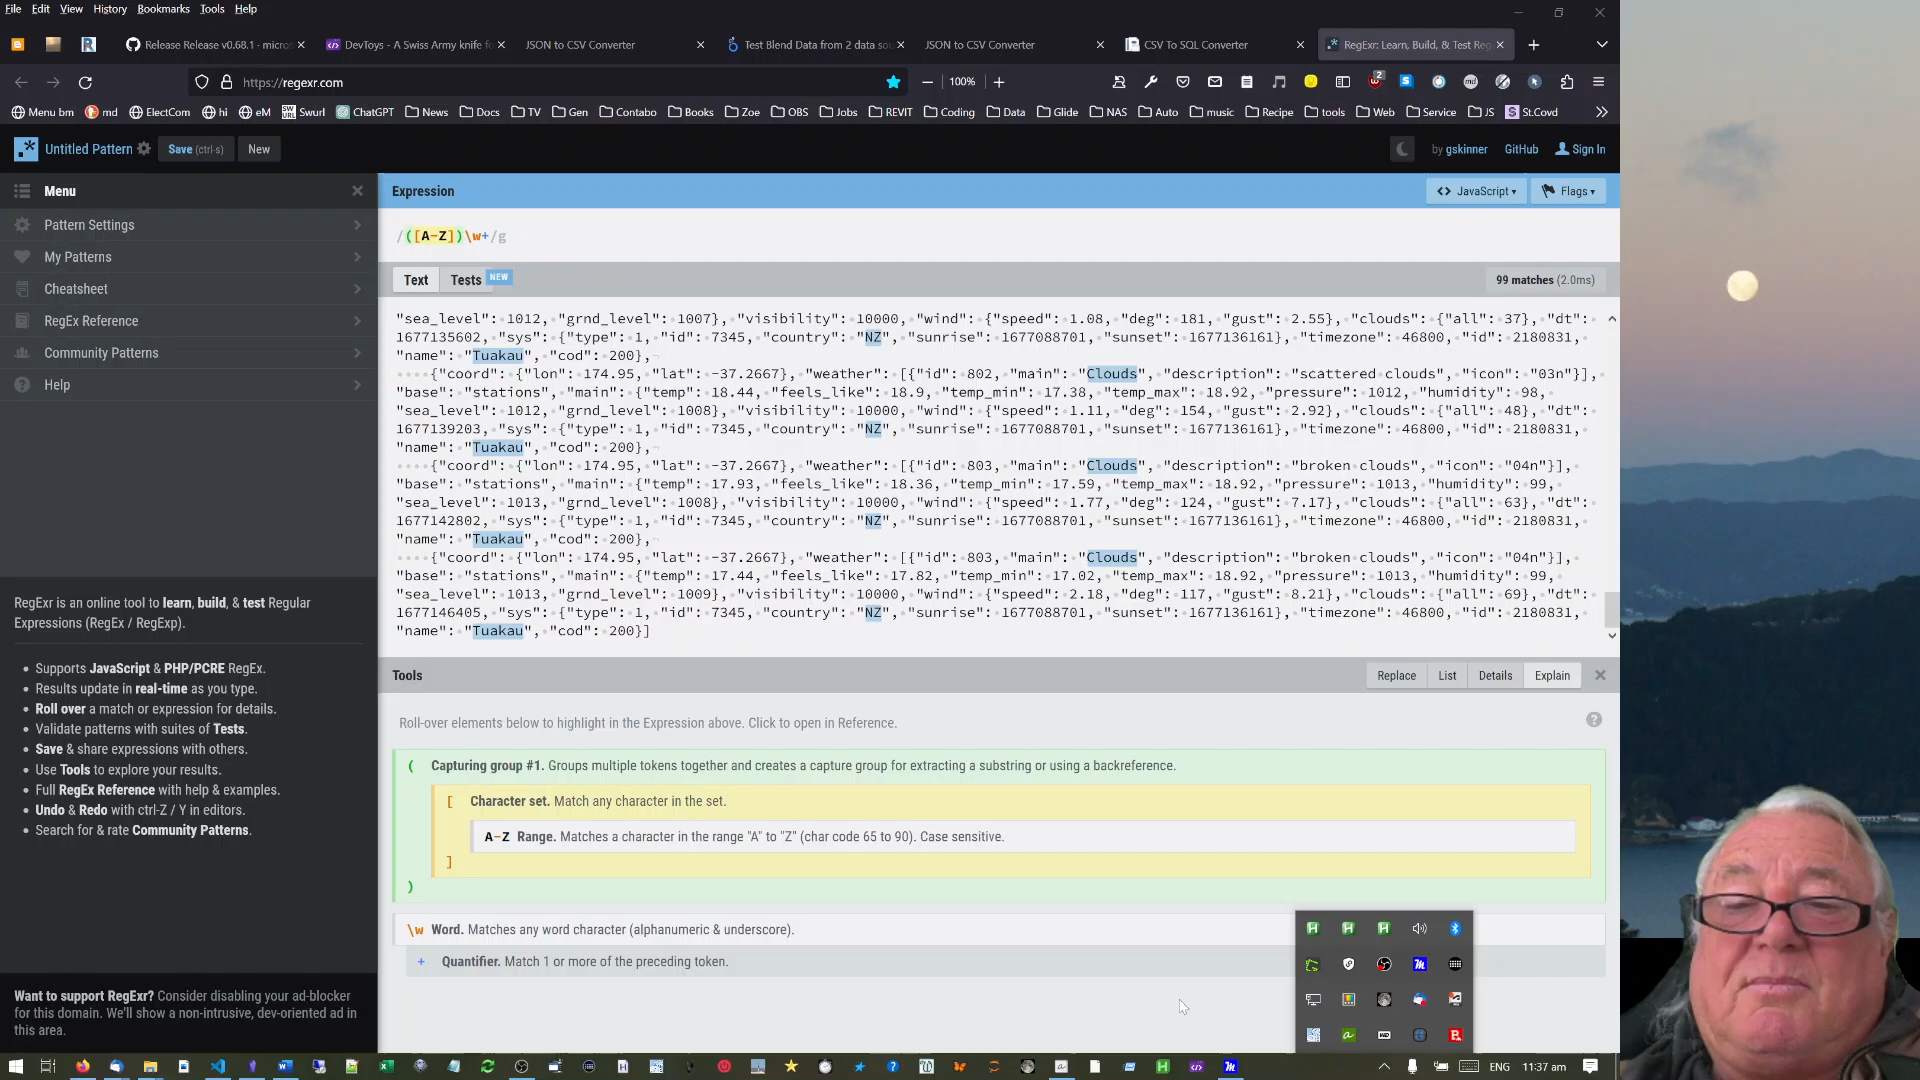 File Edit View History Bookmarks Tools Help
Release Release v0.68.1 · micros
DevToys - A Swiss Army knife fo
JSON to CSV Converter
Test Blend Data from 2 data sou
JSON to CSV Converter
CSV To SQL Converter
RegExr: Learn, Build, & Test Reg
https://regexr.com
100%
2
Menu bm md ElectCom hi eM Swurl ChatGPT News Docs TV Gen Contabo Books Zoe OBS Jobs REVIT Coding Data Glide NAS Auto music Recipe tools Web Service JS St.Covd
Untitled Pattern Save (ctrl-s) New by gskinner GitHub Sign In
Menu
Pattern Settings
My Patterns
Cheatsheet
RegEx Reference
Community Patterns
Help
RegExr is an online tool to learn, build, & test Regular
Expressions (RegEx / RegExp).
Supports JavaScript & PHP/PCRE RegEx.
Results update in real-time as you type.
Roll over a match or expression for details.
Validate patterns with suites of Tests.
Save & share expressions with others.
Use Tools to explore your results.
Full RegEx Reference with help & examples.
Undo & Redo with ctrl-Z / Y in editors.
Search for & rate Community Patterns.
Want to support RegExr? Consider disabling your ad-blocker
for this domain. We'll show a non-intrusive, dev-oriented ad in
this area.
Expression JavaScript Flags
/([A-Z])\w+/g
Text Tests NEW 99 matches (2.0ms)
"sea_level": 1012, "grnd_level": 1007}, "visibility": 10000, "wind": {"speed": 1.08, "deg": 181, "gust": 2.55}, "clouds": {"all": 37}, "dt":
1677135602, "sys": {"type": 1, "id": 7345, "country": "NZ", "sunrise": 1677088701, "sunset": 1677136161}, "timezone": 46800, "id": 2180831,
"name": "Tuakau", "cod": 200},
{"coord": {"lon": 174.95, "lat": -37.2667}, "weather": [{"id": 802, "main": "Clouds", "description": "scattered clouds", "icon": "03n"}],
"base": "stations", "main": {"temp": 18.44, "feels_like": 18.9, "temp_min": 17.38, "temp_max": 18.92, "pressure": 1012, "humidity": 98,
"sea_level": 1012, "grnd_level": 1008}, "visibility": 10000, "wind": {"speed": 1.11, "deg": 154, "gust": 2.92}, "clouds": {"all": 48}, "dt":
1677139203, "sys": {"type": 1, "id": 7345, "country": "NZ", "sunrise": 1677088701, "sunset": 1677136161}, "timezone": 46800, "id": 2180831,
"name": "Tuakau", "cod": 200},
{"coord": {"lon": 174.95, "lat": -37.2667}, "weather": [{"id": 803, "main": "Clouds", "description": "broken clouds", "icon": "04n"}],
"base": "stations", "main": {"temp": 17.93, "feels_like": 18.36, "temp_min": 17.59, "temp_max": 18.92, "pressure": 1013, "humidity": 99,
"sea_level": 1013, "grnd_level": 1008}, "visibility": 10000, "wind": {"speed": 1.77, "deg": 124, "gust": 7.17}, "clouds": {"all": 63}, "dt":
1677142802, "sys": {"type": 1, "id": 7345, "country": "NZ", "sunrise": 1677088701, "sunset": 1677136161}, "timezone": 46800, "id": 2180831,
"name": "Tuakau", "cod": 200},
{"coord": {"lon": 174.95, "lat": -37.2667}, "weather": [{"id": 803, "main": "Clouds", "description": "broken clouds", "icon": "04n"}],
"base": "stations", "main": {"temp": 17.44, "feels_like": 17.82, "temp_min": 17.02, "temp_max": 18.92, "pressure": 1013, "humidity": 99,
"sea_level": 1013, "grnd_level": 1009}, "visibility": 10000, "wind": {"speed": 2.18, "deg": 117, "gust": 8.21}, "clouds": {"all": 69}, "dt":
1677146405, "sys": {"type": 1, "id": 7345, "country": "NZ", "sunrise": 1677088701, "sunset": 1677136161}, "timezone": 46800, "id": 2180831,
"name": "Tuakau", "cod": 200}]
Tools Replace List Details Explain
Roll-over elements below to highlight in the Expression above. Click to open in Reference.
( Capturing group #1. Groups multiple tokens together and creates a capture group for extracting a substring or using a backreference.
[ Character set. Match any character in the set.
A-Z Range. Matches a character in the range "A" to "Z" (char code 65 to 90). Case sensitive.
]
)
\w Word. Matches any word character (alphanumeric & underscore).
+ Quantifier. Match 1 or more of the preceding token.
ENG 11:37 am